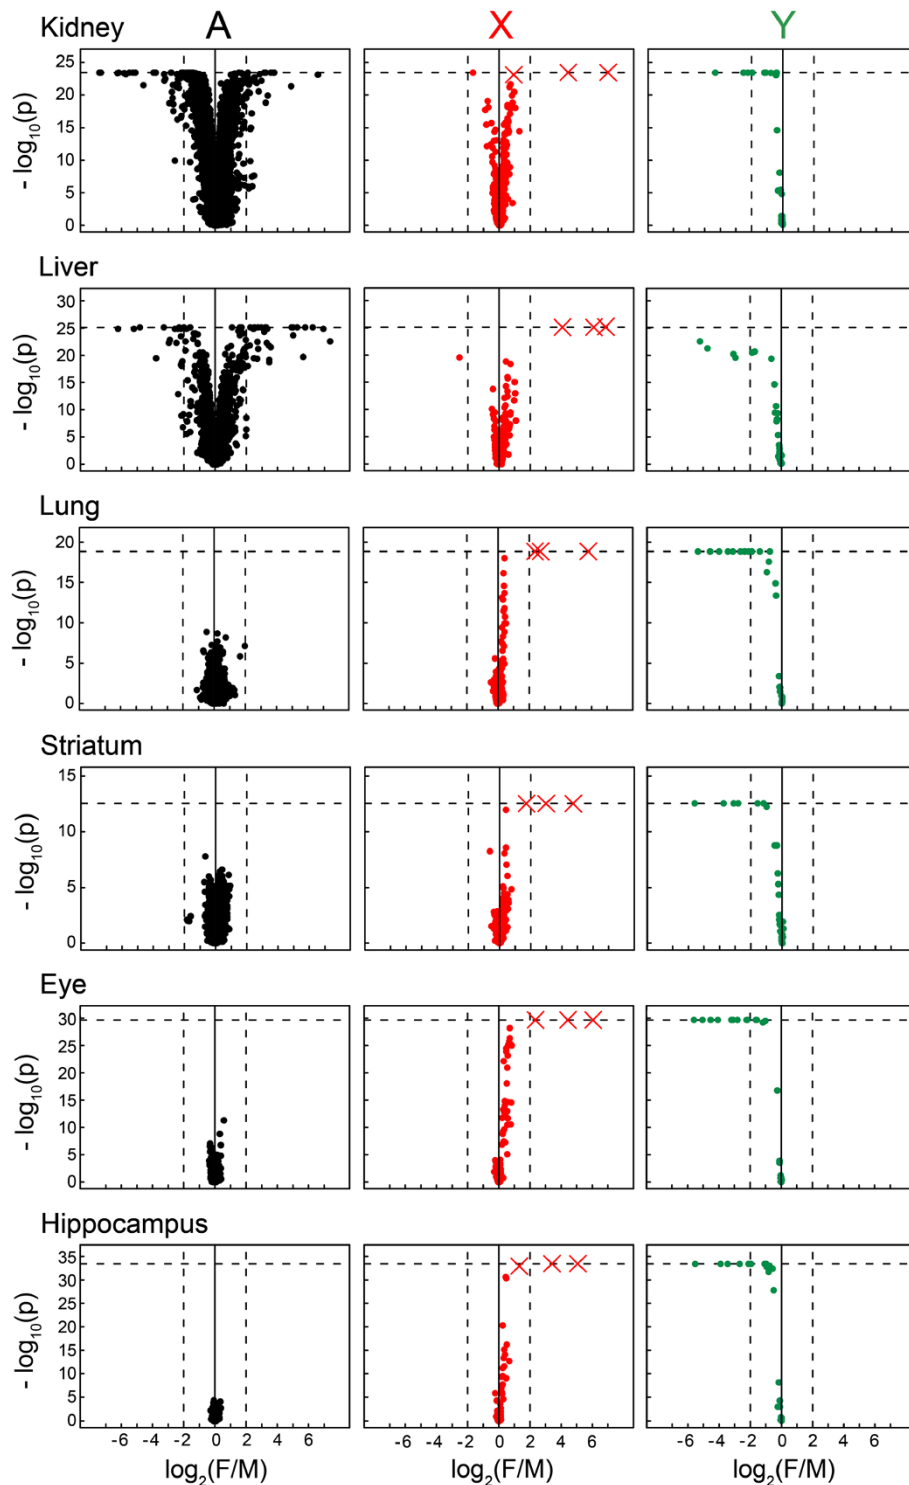 Kidney A X Y
25
20
15
10
5
0
- log10(p)
Liver
30
25
20
15
10
5
0
- log10(p)
Lung
20
15
10
5
0
- log10(p)
Striatum
15
10
5
0
- log10(p)
Eye
30
25
20
15
10
5
0
- log10(p)
Hippocampus
35
30
25
20
15
10
5
0
- log10(p)
-6 -4 -2 0 2 4 6 -6 -4 -2 0 2 4 6 -6 -4 -2 0 2 4 6
log2(F/M) log2(F/M) log2(F/M)